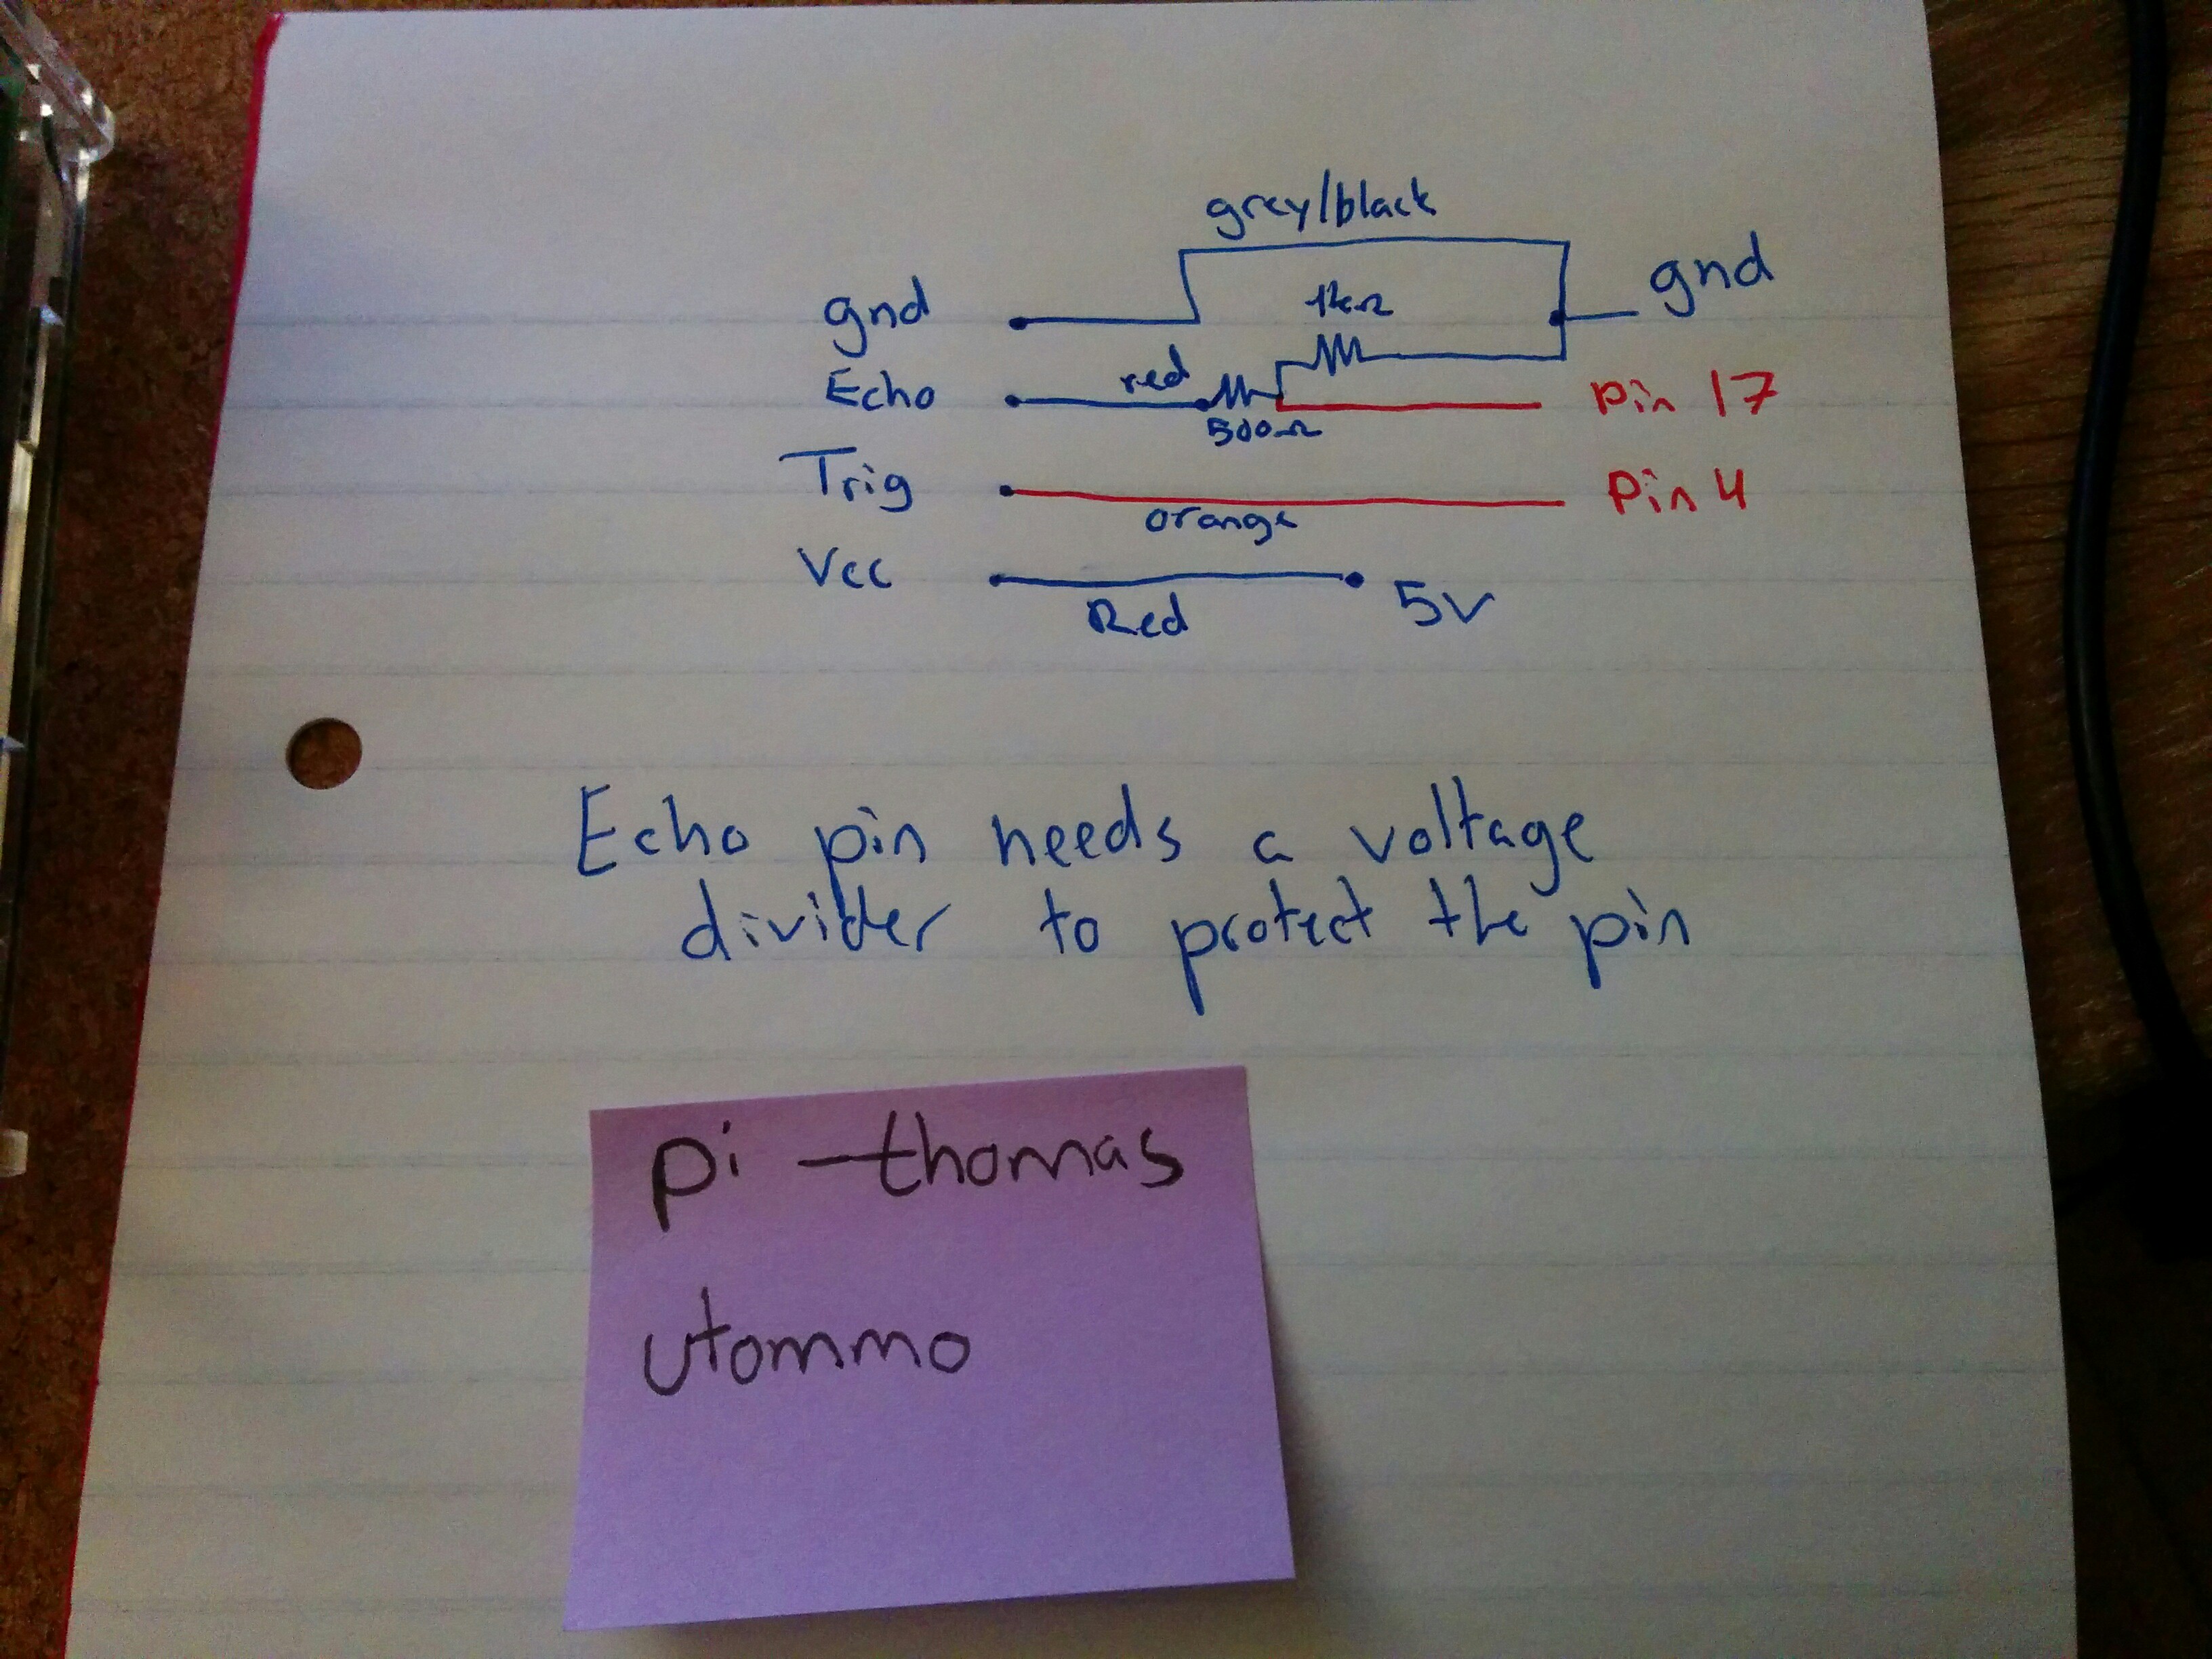 grey/black
gnd
1kΩ
gnd
Echo
red
500Ω
Pin 17
Trig
orange
Pin 4
Vcc
Red
5V
Echo pin needs a voltage
divider to protect the pin
pi-thomas
utommo